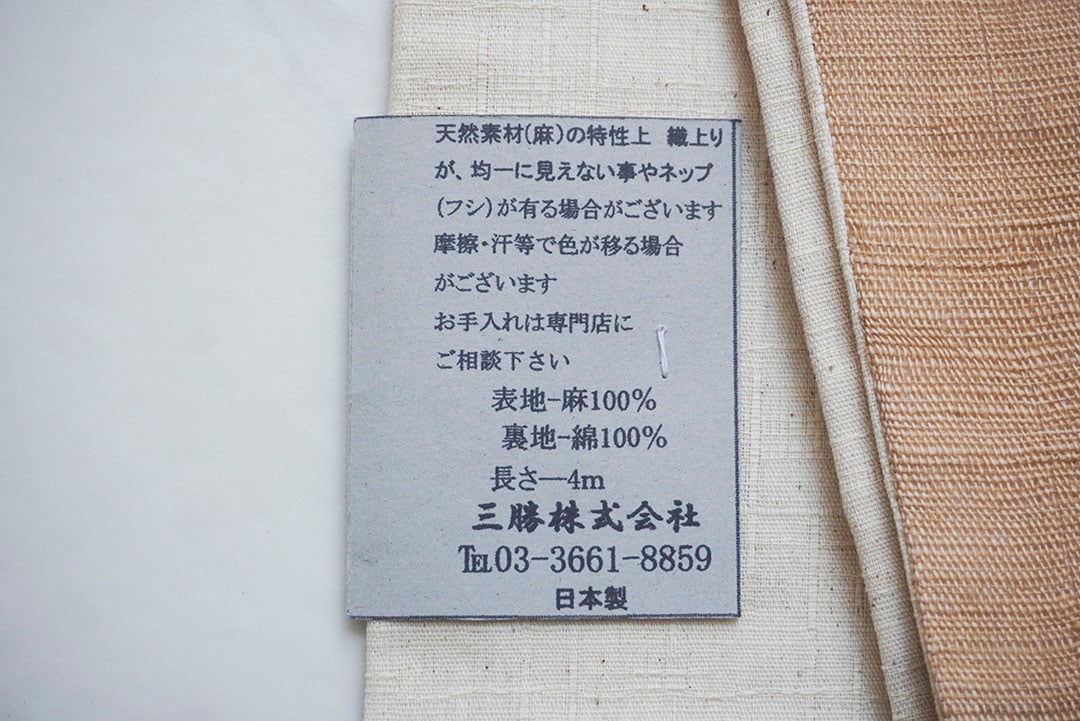 天然素材(麻)の特性上 織上り
が、均一に見えない事やネップ
(フシ)が有る場合がございます
摩擦・汗等で色が移る場合
がございます
お手入れは専門店に
ご相談下さい
表地-麻100%
裏地-綿100%
長さ―4m
三勝株式会社
℡03-3661-8859
日本製